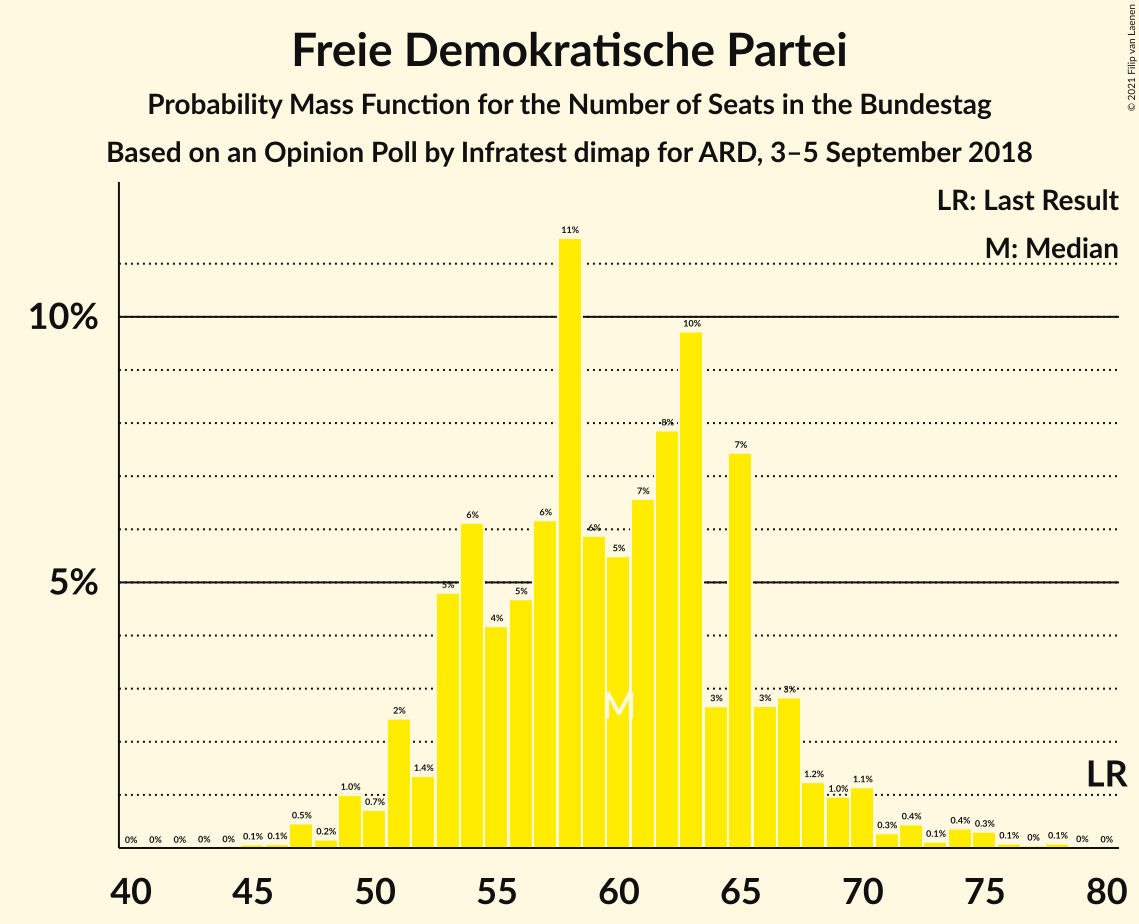 Freie Demokratische Partei
Probability Mass Function for the Number of Seats in the Bundestag
Based on an Opinion Poll by Infratest dimap for ARD, 3–5 September 2018
© 2021 Filip van Laenen
LR: Last Result
M: Median
10%
5%
0% 0% 0% 0% 0% 0.1% 0.1% 0.5% 0.2% 1.0% 0.7% 2% 1.4% 5% 6% 4% 5% 6% 11% 6% 5% 7% 8% 10% 3% 7% 3% 3% 1.2% 1.0% 1.1% 0.3% 0.4% 0.1% 0.4% 0.3% 0.1% 0% 0.1% 0% 0%
M
LR
40 45 50 55 60 65 70 75 80